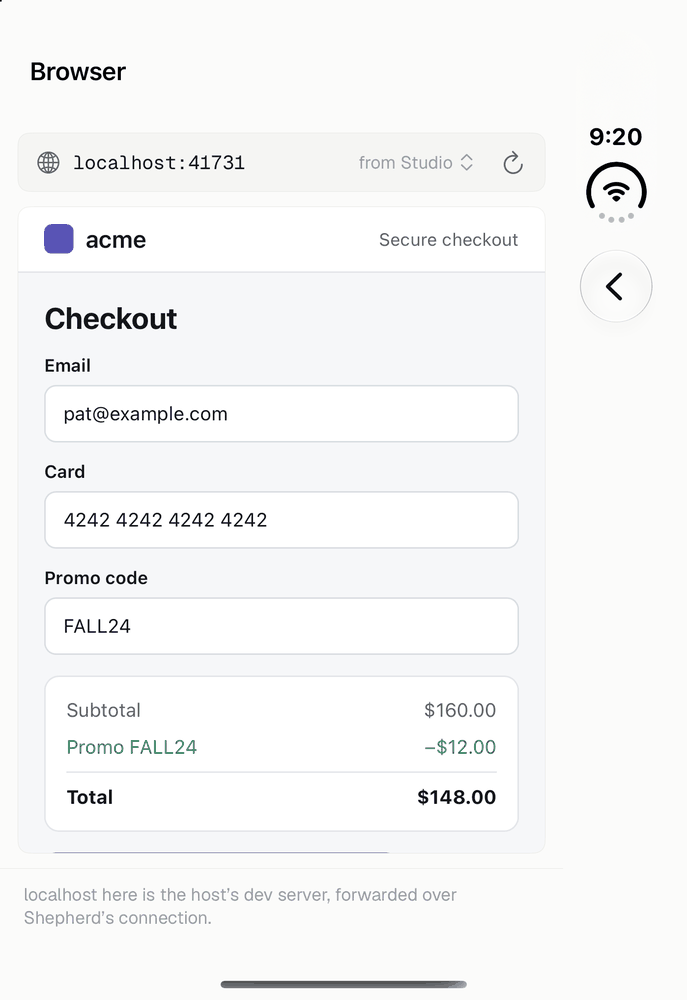 Browser
9:20
localhost:41731
from Studio
acme
Secure checkout
Checkout
Email
pat@example.com
Card
4242 4242 4242 4242
Promo code
FALL24
Subtotal
$160.00
Promo FALL24
–$12.00
Total
$148.00
localhost here is the host’s dev server, forwarded over
Shepherd’s connection.